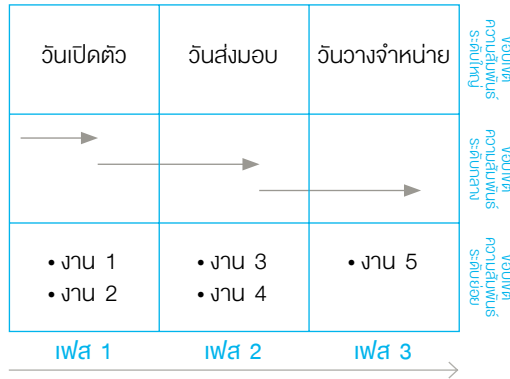 วันเปิดตัว
วันส่งมอบ
วันวางจำหน่าย
ขอบเขต
ความสัมพันธ์
ระดับใหญ่
ขอบเขต
ความสัมพันธ์
ระดับกลาง
• งาน 1
• งาน 2
• งาน 3
• งาน 4
• งาน 5
ขอบเขต
ความสัมพันธ์
ระดับย่อย
เฟส 1
เฟส 2
เฟส 3